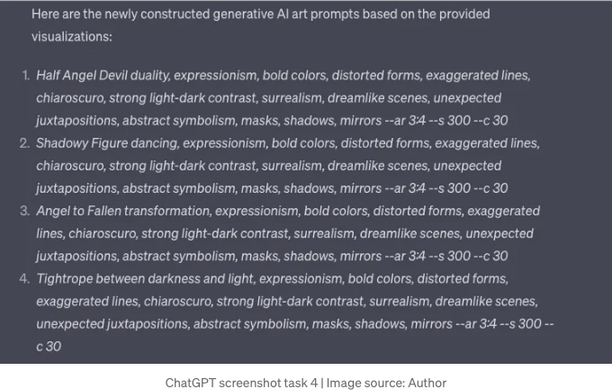 Here are the newly constructed generative AI art prompts based on the provided
visualizations:
1. Half Angel Devil duality, expressionism, bold colors, distorted forms, exaggerated lines,
chiaroscuro, strong light-dark contrast, surrealism, dreamlike scenes, unexpected
juxtapositions, abstract symbolism, masks, shadows, mirrors --ar 3:4 --s 300 --c 30
2. Shadowy Figure dancing, expressionism, bold colors, distorted forms, exaggerated lines,
chiaroscuro, strong light-dark contrast, surrealism, dreamlike scenes, unexpected
juxtapositions, abstract symbolism, masks, shadows, mirrors --ar 3:4 --s 300 --c 30
3. Angel to Fallen transformation, expressionism, bold colors, distorted forms, exaggerated
lines, chiaroscuro, strong light-dark contrast, surrealism, dreamlike scenes, unexpected
juxtapositions, abstract symbolism, masks, shadows, mirrors --ar 3:4 --s 300 --c 30
4. Tightrope between darkness and light, expressionism, bold colors, distorted forms,
exaggerated lines, chiaroscuro, strong light-dark contrast, surrealism, dreamlike scenes,
unexpected juxtapositions, abstract symbolism, masks, shadows, mirrors --ar 3:4 --s 300 --
c 30
ChatGPT screenshot task 4 | Image source: Author